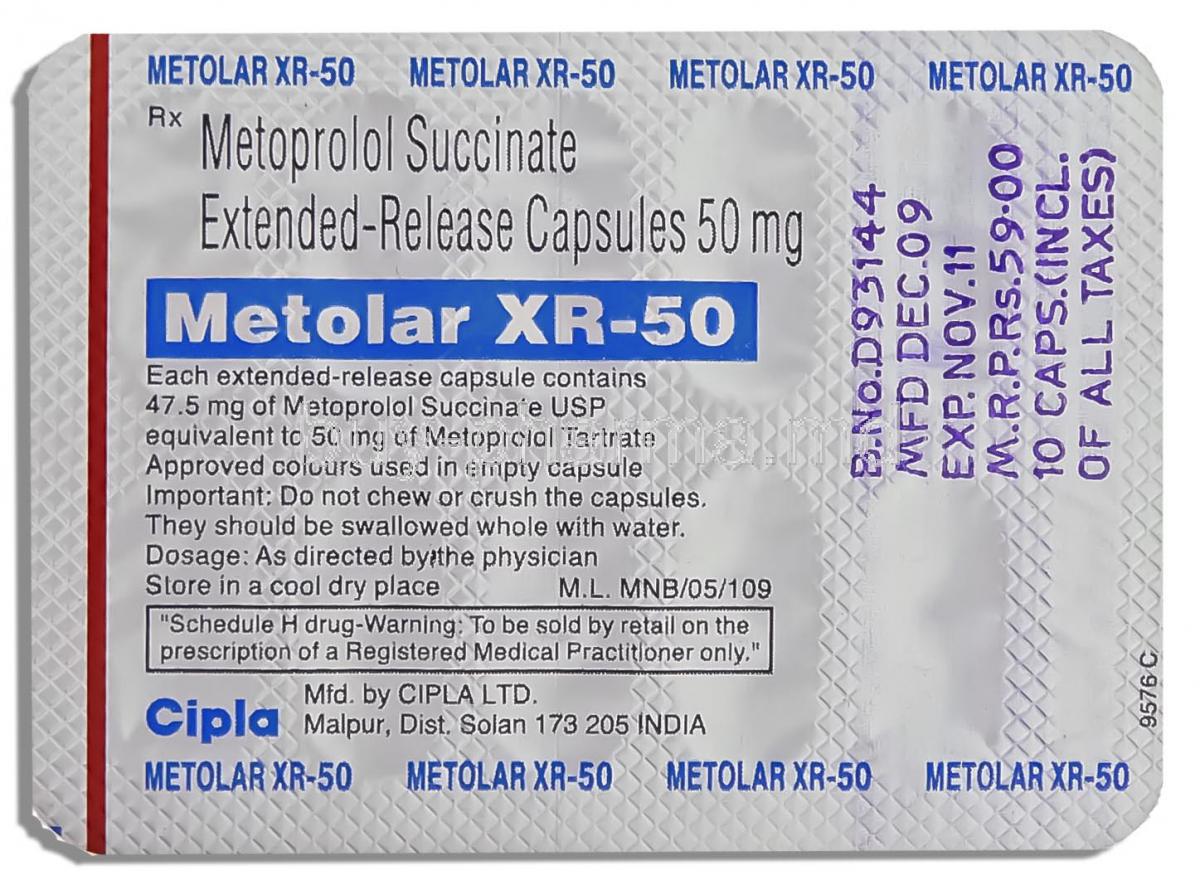 METOLAR XR-50 METOLAR XR-50 METOLAR XR-50 METOLAR XR-50
Rx Metoprolol Succinate
Extended-Release Capsules 50 mg
Metolar XR-50
Each extended-release capsule contains
47.5 mg of Metoprolol Succinate USP
equivalent to 50 mg of Metoprolol Tartrate
Approved colours used in empty capsule
Important: Do not chew or crush the capsules.
They should be swallowed whole with water.
Dosage: As directed by the physician
Store in a cool dry place M.L. MNB/05/109
"Schedule H drug-Warning: To be sold by retail on the
prescription of a Registered Medical Practitioner only."
Cipla
Mfd. by CIPLA LTD.
Malpur, Dist. Solan 173 205 INDIA
METOLAR XR-50 METOLAR XR-50 METOLAR XR-50 METOLAR XR-50
B.No.D93144
MFD DEC.09
EXP.NOV.11
M.R.P.Rs.59.00
10 CAPS.(INCL.
OF ALL TAXES)
9576C